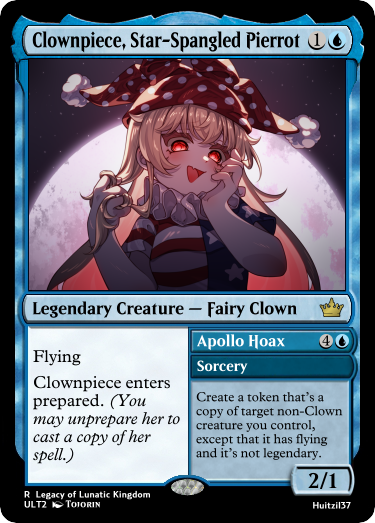 Clownpiece, Star-Spangled Pierrot 1
Legendary Creature — Fairy Clown
Flying
Clownpiece enters
prepared. (You
may unprepare her to
cast a copy of her
spell.)
Apollo Hoax 4
Sorcery
Create a token that's a
copy of target non-Clown
creature you control,
except that it has flying
and it's not legendary.
2/1
R Legacy of Lunatic Kingdom
ULT2 Toiorin
Huitzil37